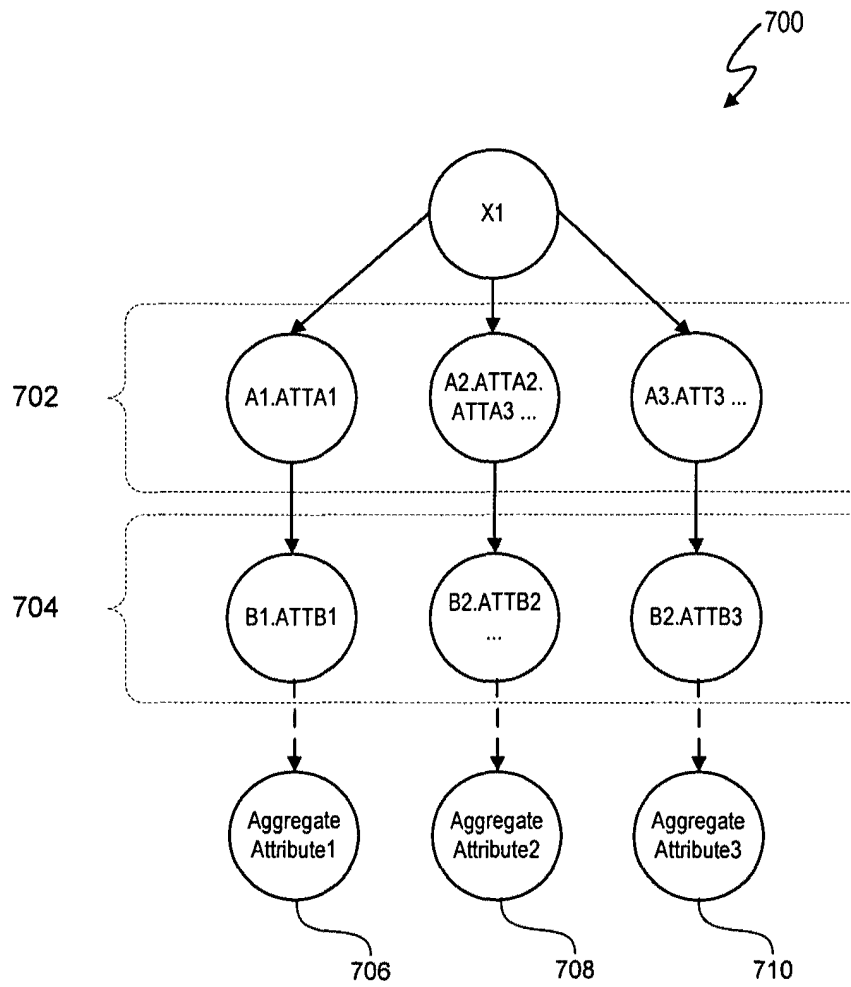 700
X1
702
A1.ATTA1
A2.ATTA2.
ATTA3 ...
A3.ATT3 ...
704
B1.ATTB1
B2.ATTB2
...
B2.ATTB3
Aggregate
Attribute1
Aggregate
Attribute2
Aggregate
Attribute3
706
708
710